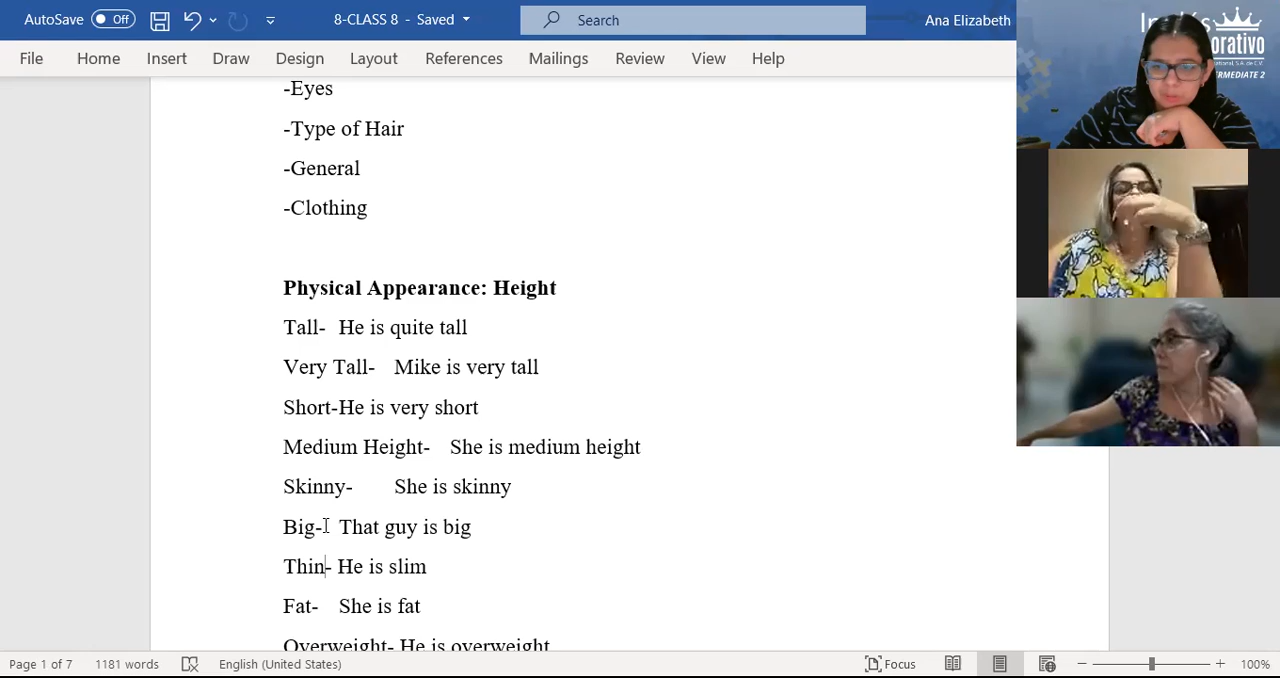 AutoSave Off 8-CLASS 8 - Saved Search Ana Elizabeth
File Home Insert Draw Design Layout References Mailings Review View Help
-Eyes
-Type of Hair
-General
-Clothing
Physical Appearance: Height
Tall- He is quite tall
Very Tall- Mike is very tall
Short-He is very short
Medium Height- She is medium height
Skinny- She is skinny
Big- That guy is big
Thin- He is slim
Fat- She is fat
Overweight- He is overweight
Page 1 of 7 1181 words English (United States) Focus 100%